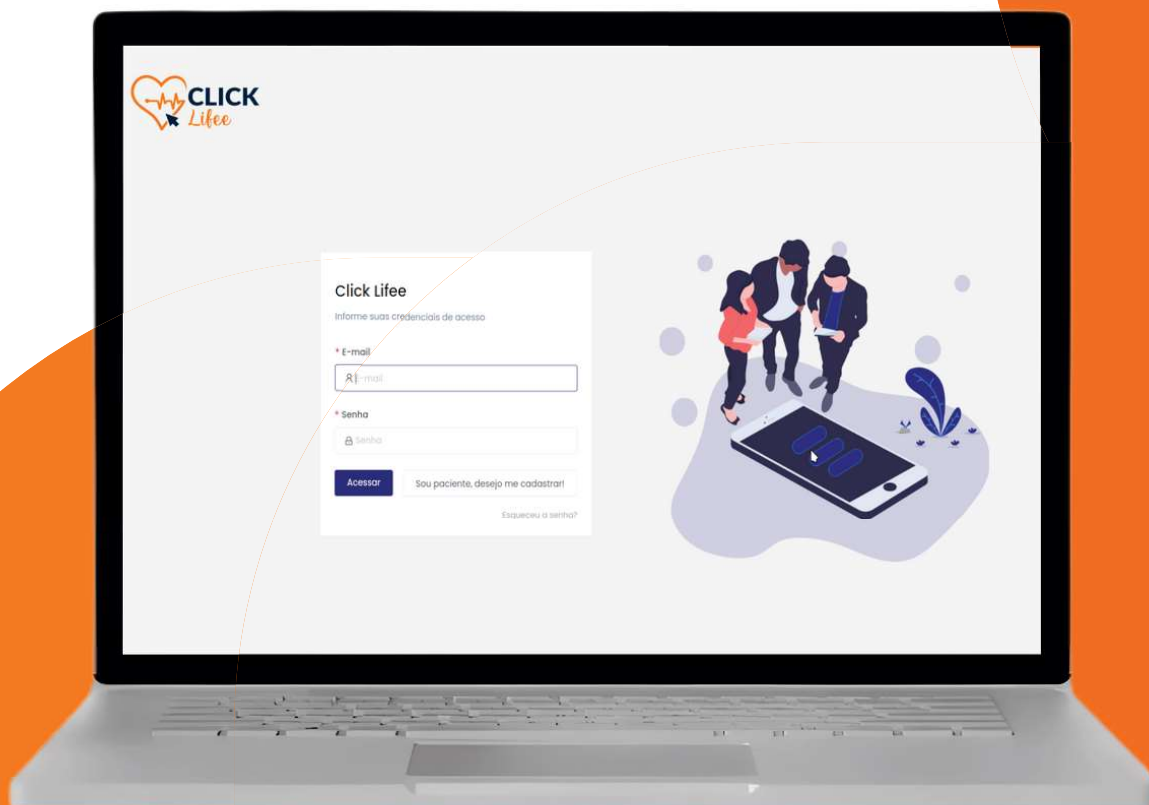 CLICK
Lifee
Click Lifee
Informe suas credenciais de acesso
* E-mail
E-mail
* Senha
Senha
Acessar
Sou paciente, desejo me cadastrar!
Esqueceu a senha?